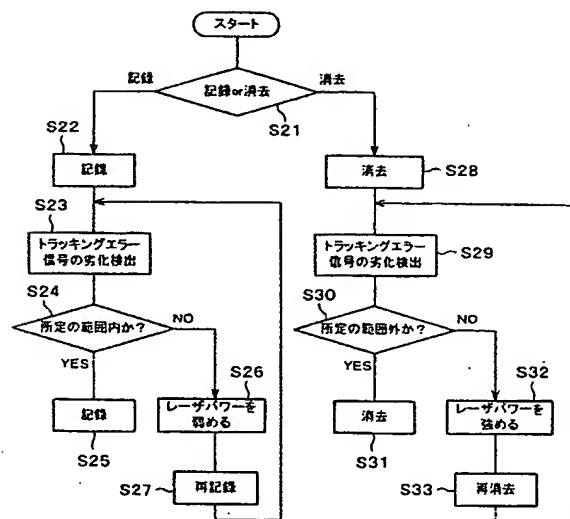 スタート
記録
消去
記録or消去
S21
S22
記録
消去
S28
S23
トラッキングエラー
信号の劣化検出
トラッキングエラー
信号の劣化検出
S29
S24
所定の範囲内か？
NO
YES
S30
所定の範囲外か？
NO
YES
S26
レーザパワーを
弱める
S32
レーザパワーを
強める
記録
S25
消去
S31
S27
再記録
S33
再消去